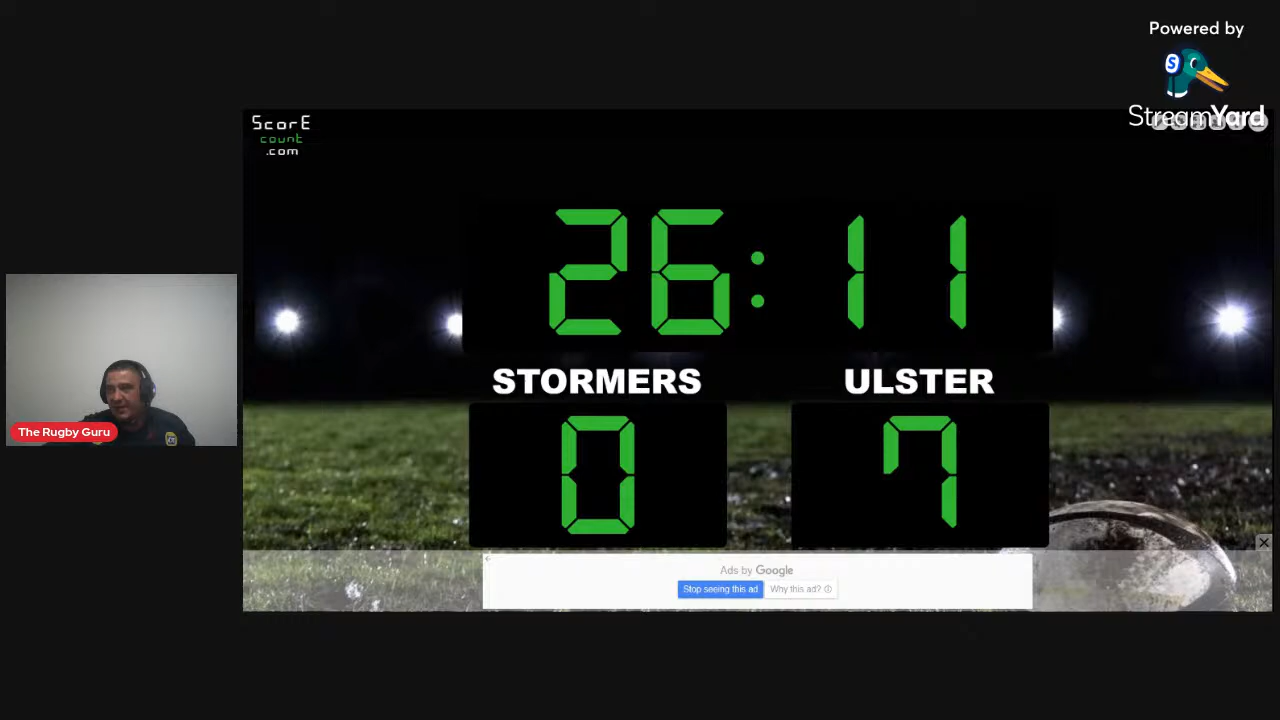 Powered by
StreamYard
ScorE
count
.com
26:11
STORMERS
ULSTER
0
7
The Rugby Guru
Ads by Google
Stop seeing this ad
Why this ad?